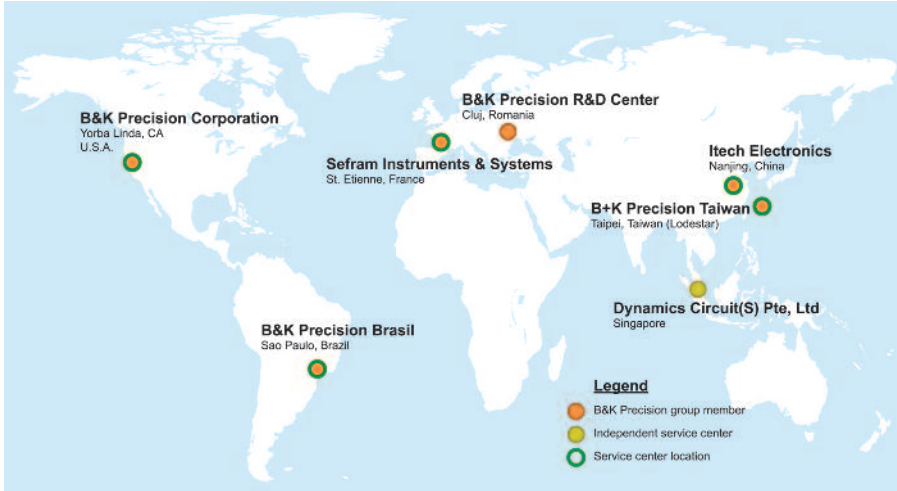 B&K Precision Corporation
Yorba Linda, CA
U.S.A.
B&K Precision R&D Center
Cluj, Romania
Sefram Instruments & Systems
St. Etienne, France
Itech Electronics
Nanjing, China
B+K Precision Taiwan
Taipei, Taiwan (Lodestar)
Dynamics Circuit(S) Pte, Ltd
Singapore
B&K Precision Brasil
Sao Paulo, Brazil
Legend
B&K Precision group member
Independent service center
Service center location